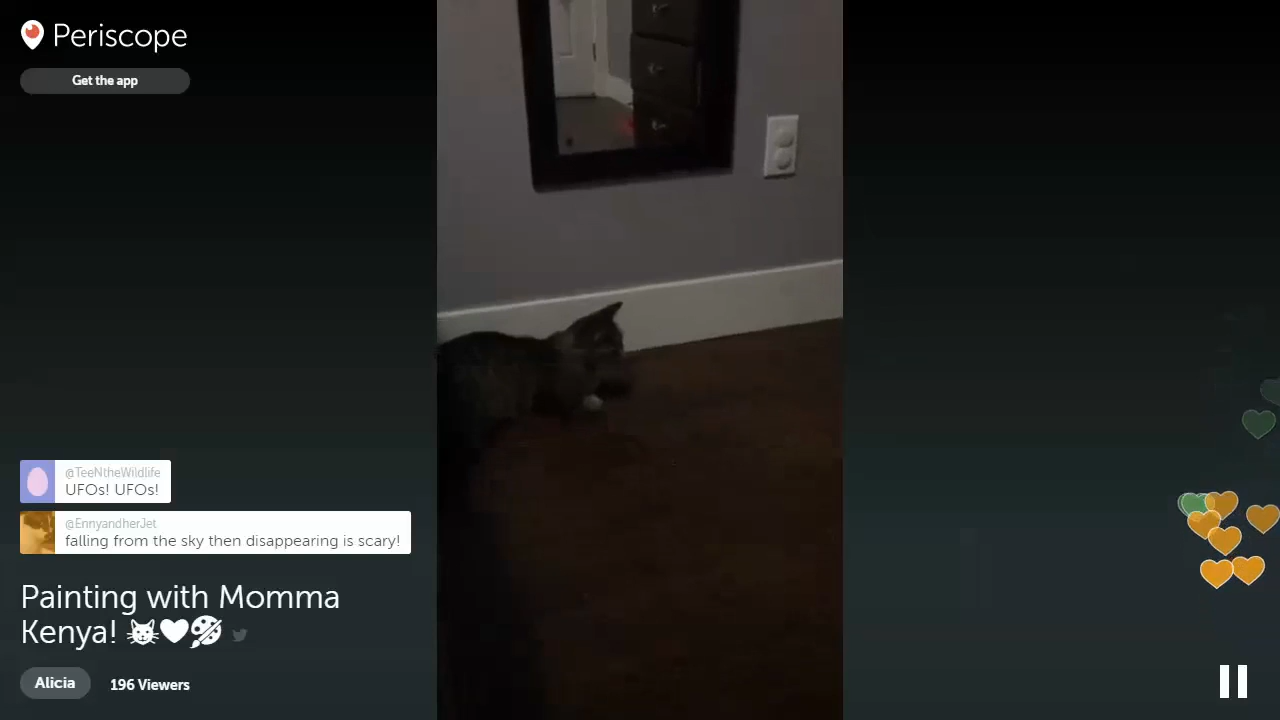 Periscope
Get the app
@TeeNtheWildlife
UFOs! UFOs!
@EnnyandherJet
falling from the sky then disappearing is scary!
Painting with Momma
Kenya!
Alicia
196 Viewers